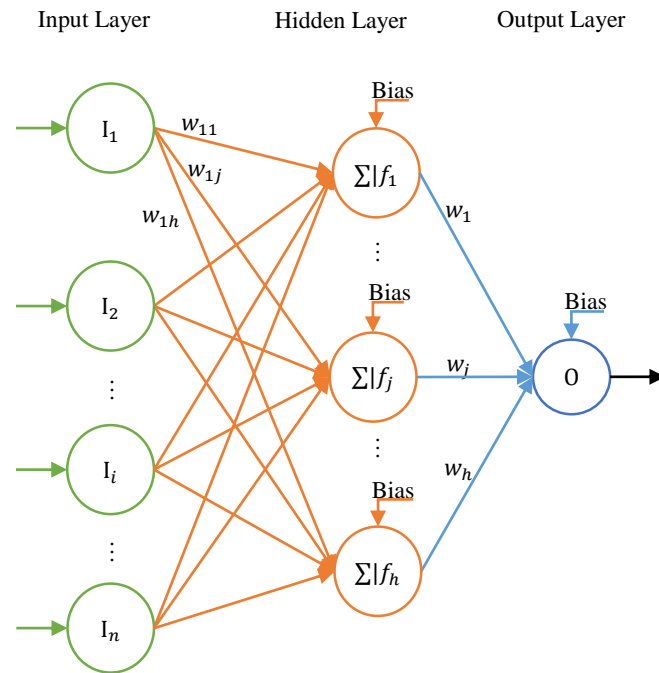 Input Layer
Hidden Layer
Output Layer
Bias
I₁
w₁₁
∑|f₁
w₁ⱼ
w₁ₕ
w₁
⋮
I₂
Bias
Bias
∑|fⱼ
wⱼ
O
⋮
⋮
Iᵢ
wₕ
Bias
⋮
∑|fₕ
Iₙ